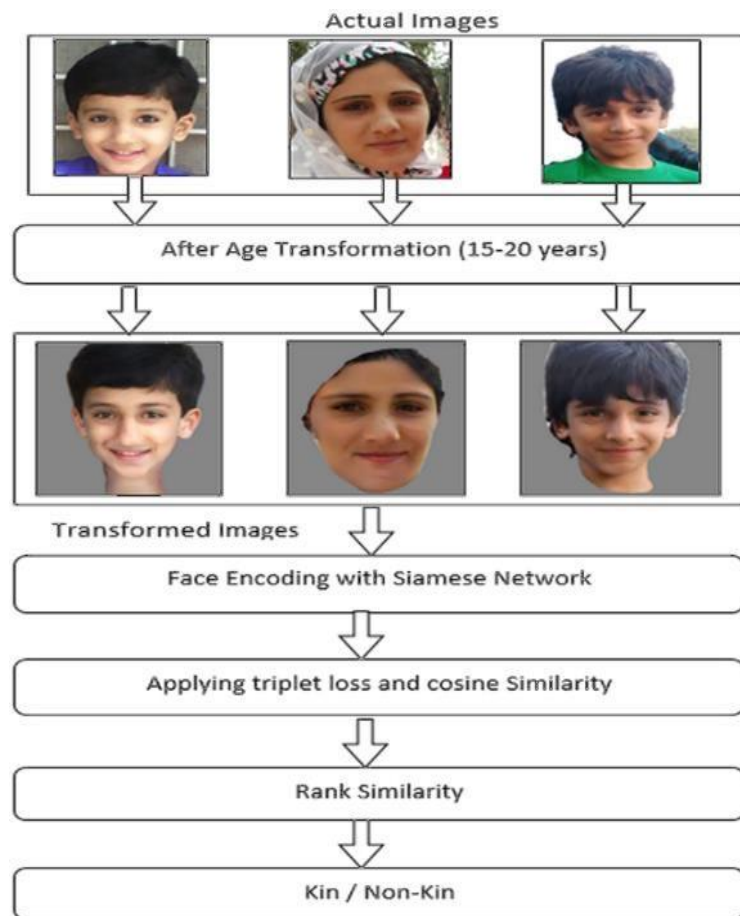 Actual Images
After Age Transformation (15-20 years)
Transformed Images
Face Encoding with Siamese Network
Applying triplet loss and cosine Similarity
Rank Similarity
Kin / Non-Kin